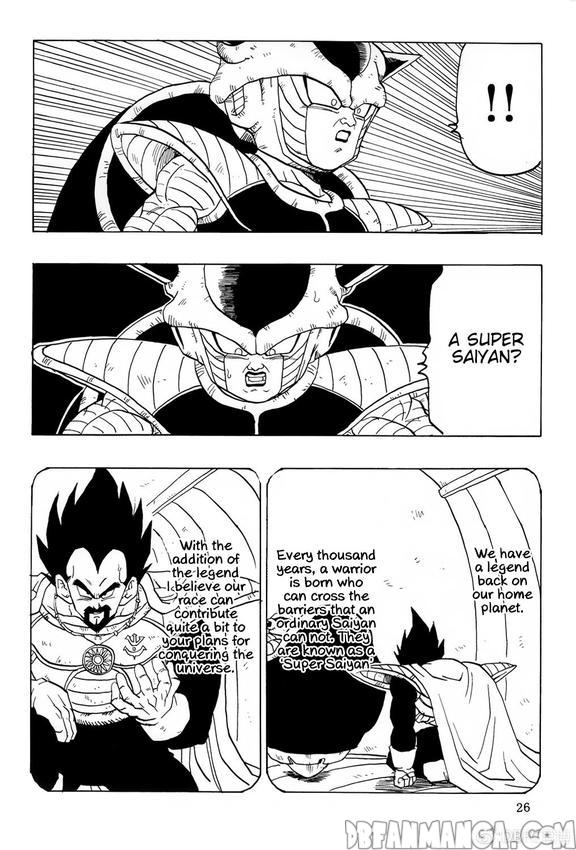 !!
A SUPER
SAIYAN?
We have
a legend
back on
our home
planet.
Every thousand
years, a warrior
is born who
can cross the
barriers that an
ordinary Saiyan
can not. They
are known as a
"Super Saiyan"
With the
addition of
the legend
I believe our
race can
contribute
quite a bit to
your plans for
conquering the
universe.
26
DBFANMANGA.COM